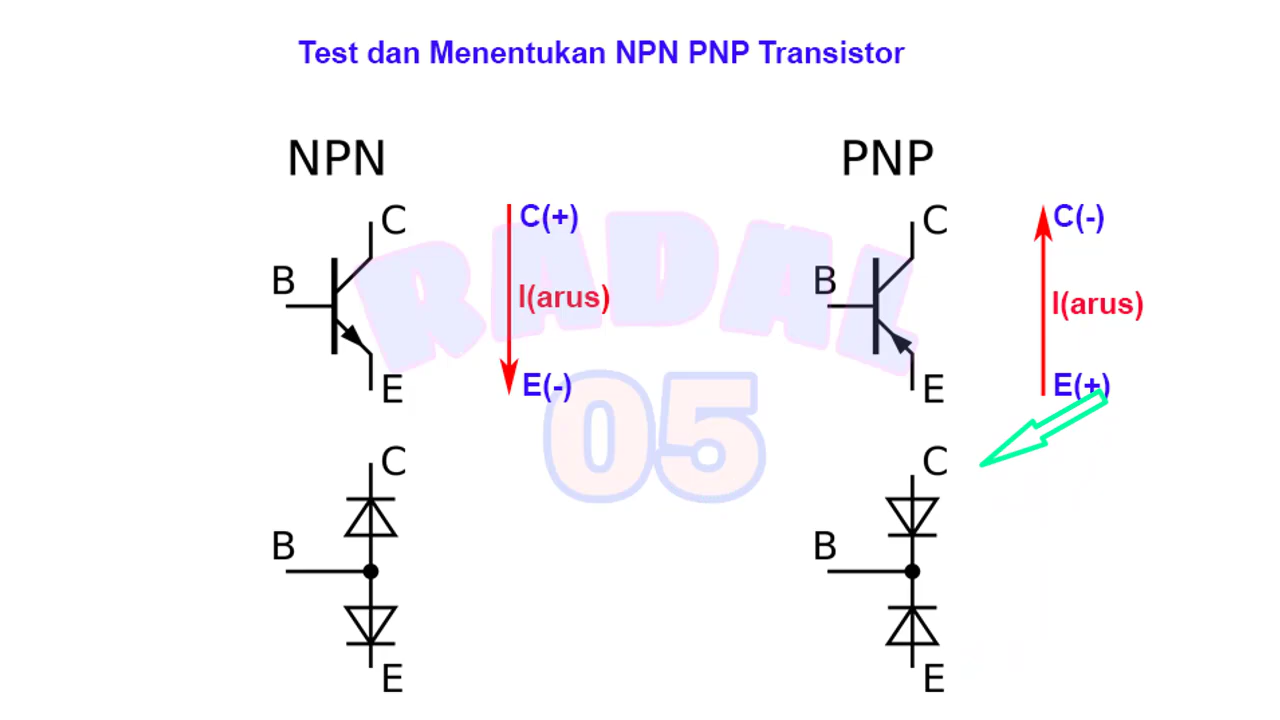 Test dan Menentukan NPN PNP Transistor
NPN
PNP
C
C(+)
C
C(-)
B
I(arus)
B
I(arus)
E
E(-)
E
E(+)
RADAL
05
C
C
B
B
E
E